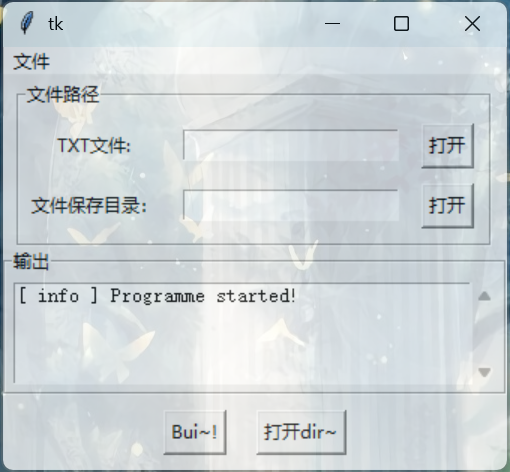 tk
文件
文件路径
TXT文件: 打开
文件保存目录: 打开
输出
[ info ] Programme started!
Bui~! 打开dir~